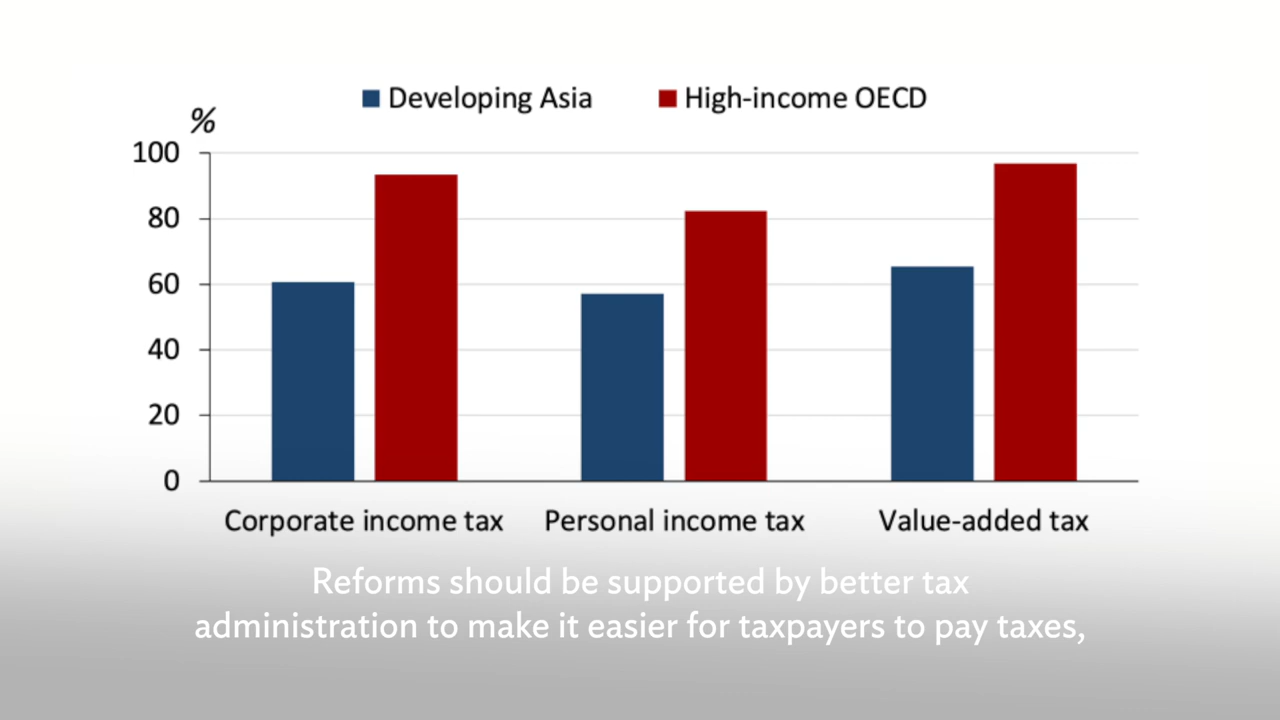 Developing Asia
High-income OECD
%
100
80
60
40
20
0
Corporate income tax
Personal income tax
Value-added tax
Reforms should be supported by better tax
administration to make it easier for taxpayers to pay taxes,